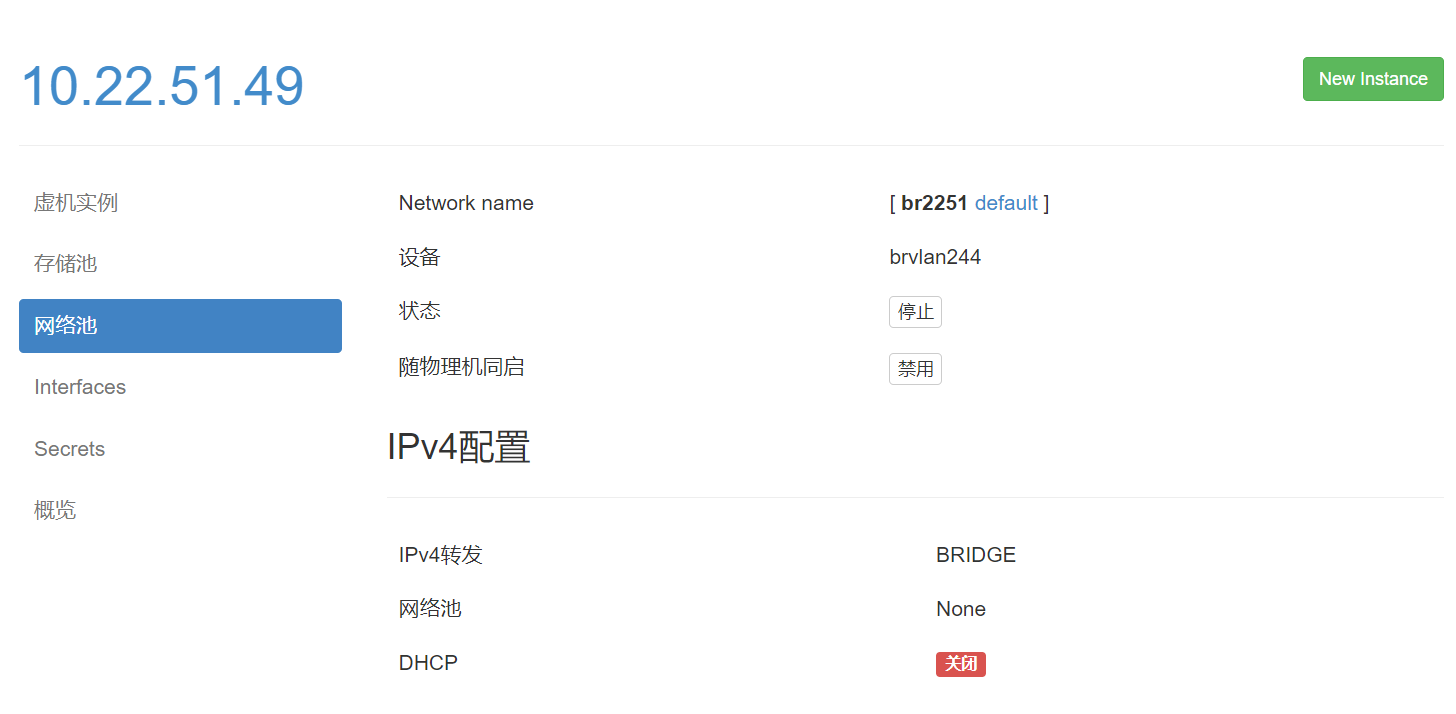 10.22.51.49
New Instance
虚机实例
存储池
网络池
Interfaces
Secrets
概览
Network name [ br2251 default ]
设备 brvlan244
状态 停止
随物理机同启 禁用
IPv4配置
IPv4转发 BRIDGE
网络池 None
DHCP 关闭